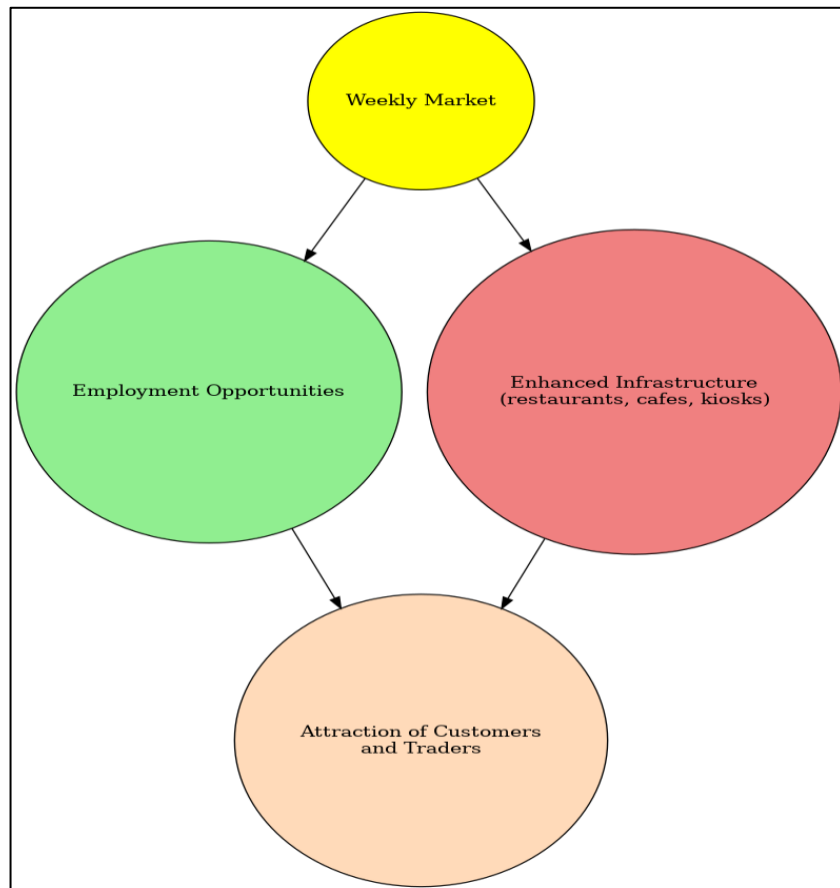 Weekly Market
Employment Opportunities
Enhanced Infrastructure
(restaurants, cafes, kiosks)
Attraction of Customers
and Traders